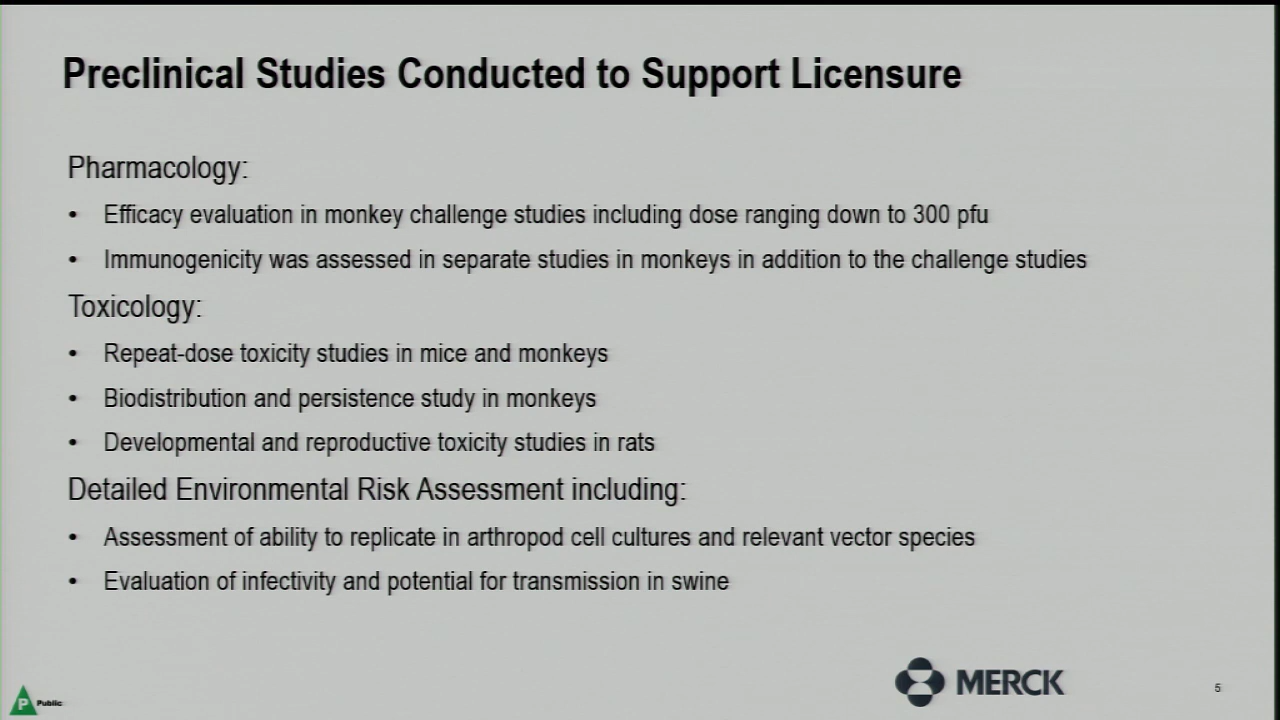 Preclinical Studies Conducted to Support Licensure
Pharmacology:
• Efficacy evaluation in monkey challenge studies including dose ranging down to 300 pfu
• Immunogenicity was assessed in separate studies in monkeys in addition to the challenge studies
Toxicology:
• Repeat-dose toxicity studies in mice and monkeys
• Biodistribution and persistence study in monkeys
• Developmental and reproductive toxicity studies in rats
Detailed Environmental Risk Assessment including:
• Assessment of ability to replicate in arthropod cell cultures and relevant vector species
• Evaluation of infectivity and potential for transmission in swine
P Public
MERCK
5